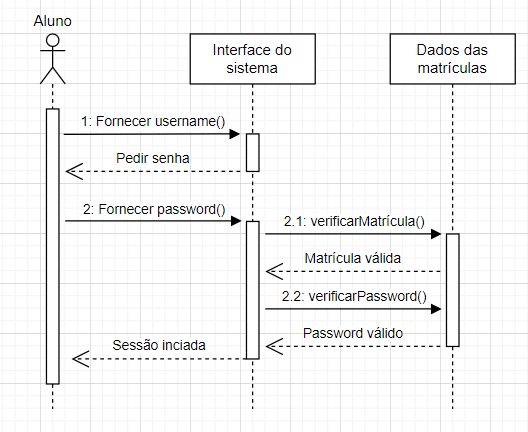 Aluno
Interface do
sistema
Dados das
matrículas
1: Fornecer username()
Pedir senha
2: Fornecer password()
2.1: verificarMatrícula()
Matrícula válida
2.2: verificarPassword()
Password válido
Sessão inciada